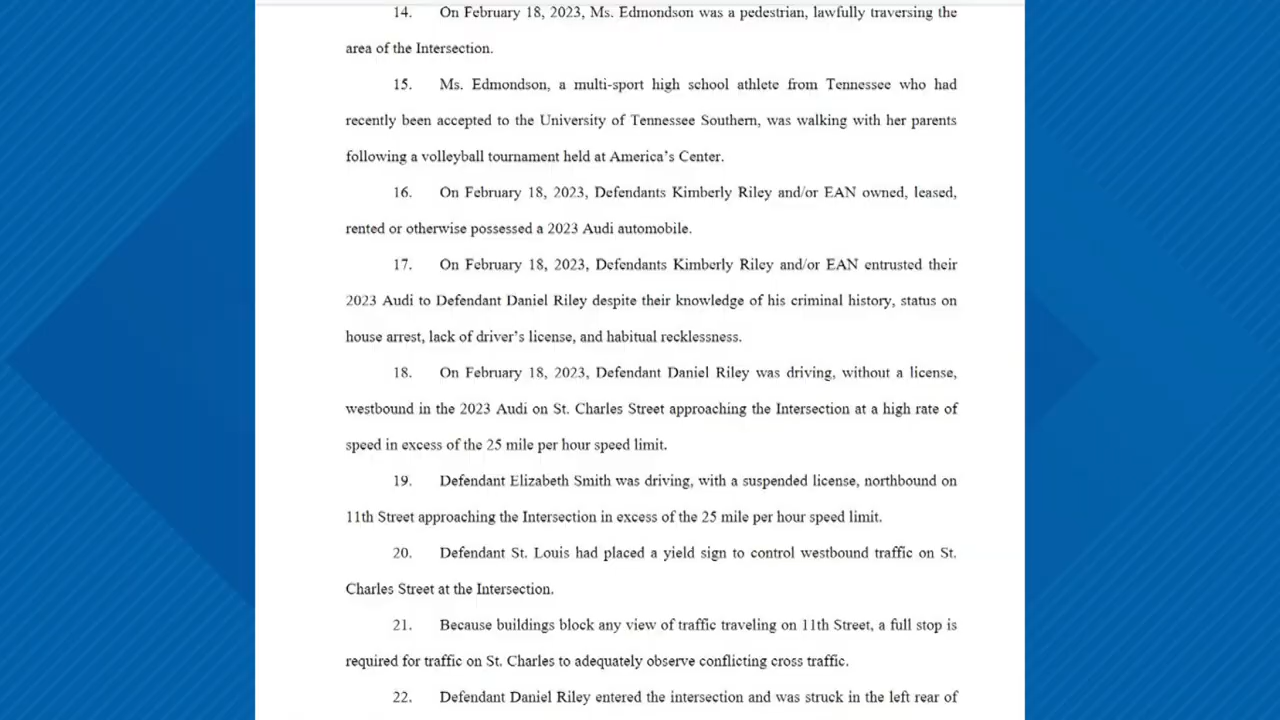 14. On February 18, 2023, Ms. Edmondson was a pedestrian, lawfully traversing the
area of the Intersection.
15. Ms. Edmondson, a multi-sport high school athlete from Tennessee who had
recently been accepted to the University of Tennessee Southern, was walking with her parents
following a volleyball tournament held at America's Center.
16. On February 18, 2023, Defendants Kimberly Riley and/or EAN owned, leased,
rented or otherwise possessed a 2023 Audi automobile.
17. On February 18, 2023, Defendants Kimberly Riley and/or EAN entrusted their
2023 Audi to Defendant Daniel Riley despite their knowledge of his criminal history, status on
house arrest, lack of driver's license, and habitual recklessness.
18. On February 18, 2023, Defendant Daniel Riley was driving, without a license,
westbound in the 2023 Audi on St. Charles Street approaching the Intersection at a high rate of
speed in excess of the 25 mile per hour speed limit.
19. Defendant Elizabeth Smith was driving, with a suspended license, northbound on
11th Street approaching the Intersection in excess of the 25 mile per hour speed limit.
20. Defendant St. Louis had placed a yield sign to control westbound traffic on St.
Charles Street at the Intersection.
21. Because buildings block any view of traffic traveling on 11th Street, a full stop is
required for traffic on St. Charles to adequately observe conflicting cross traffic.
22. Defendant Daniel Riley entered the intersection and was struck in the left rear of